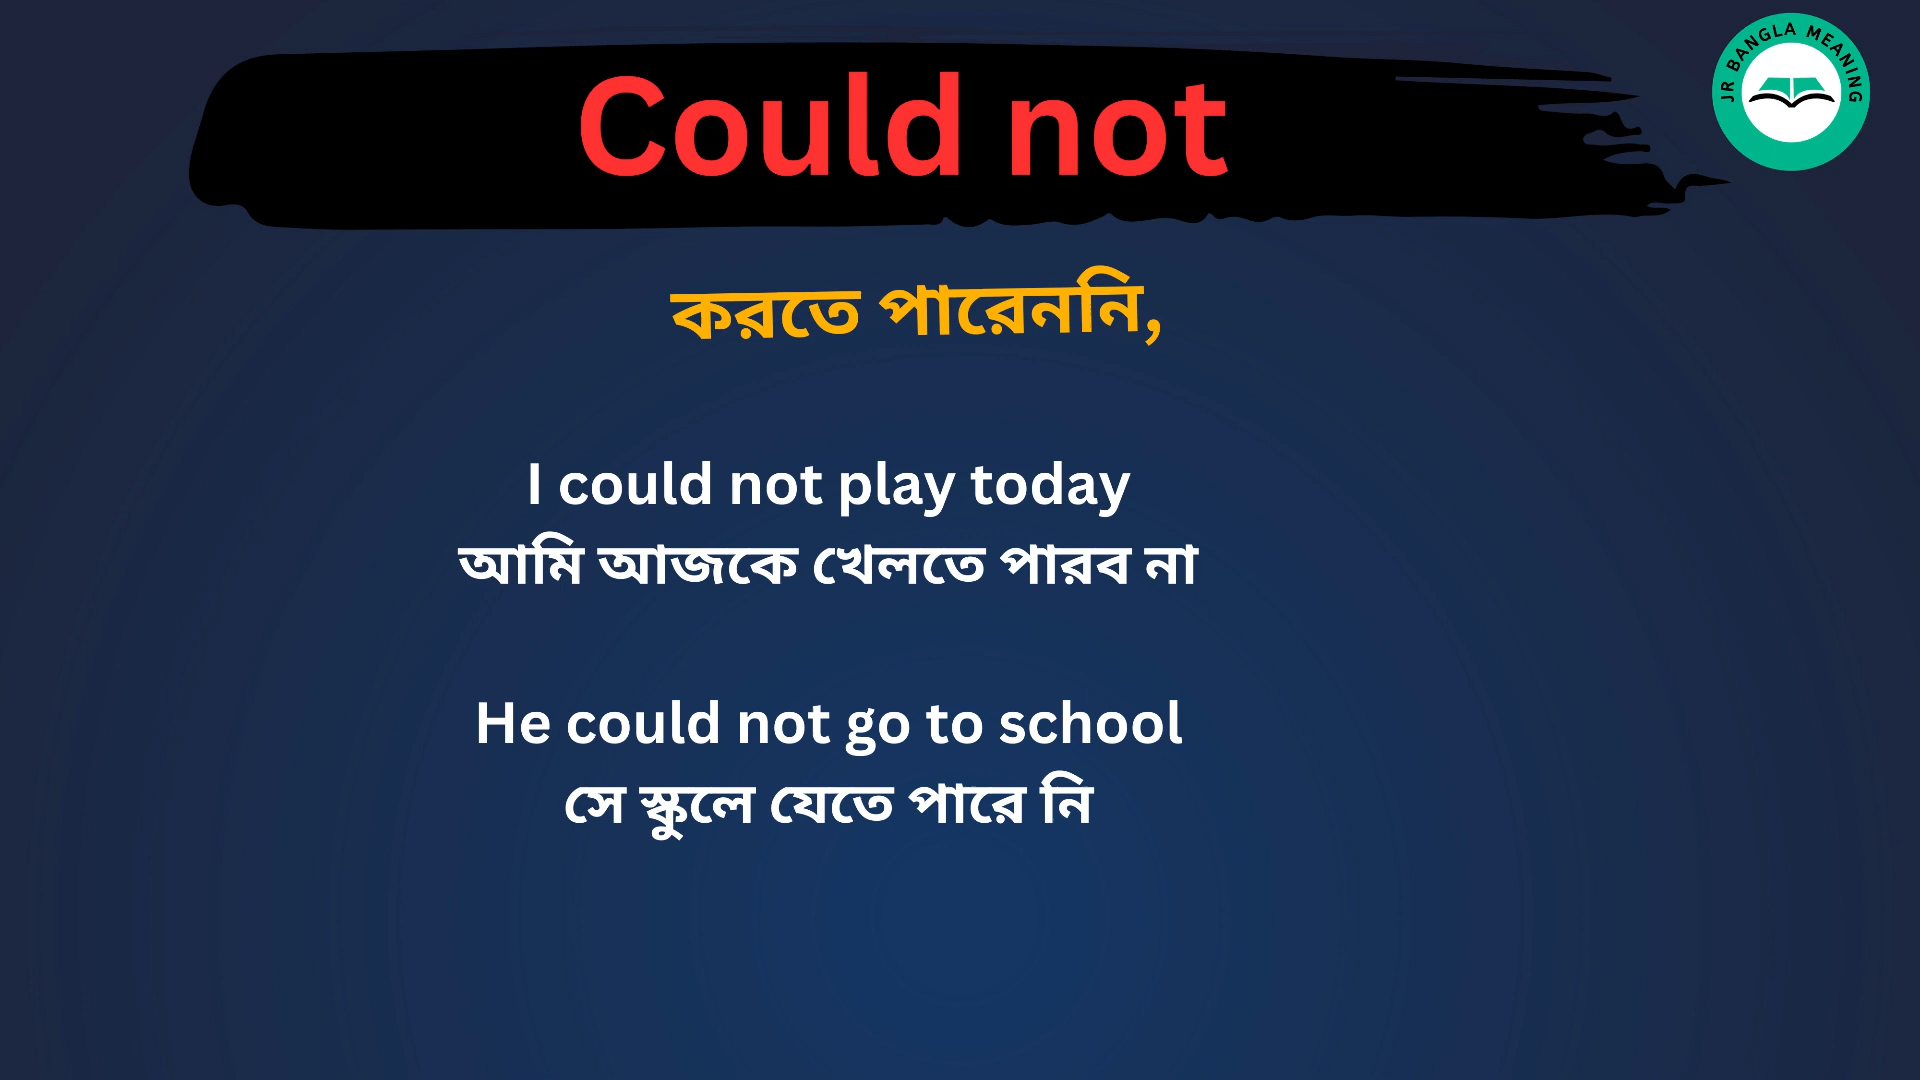 Could not
JR BANGLA MEANING
করতে পারেননি,
I could not play today
আমি আজকে খেলতে পারব না
He could not go to school
সে স্কুলে যেতে পারে নি